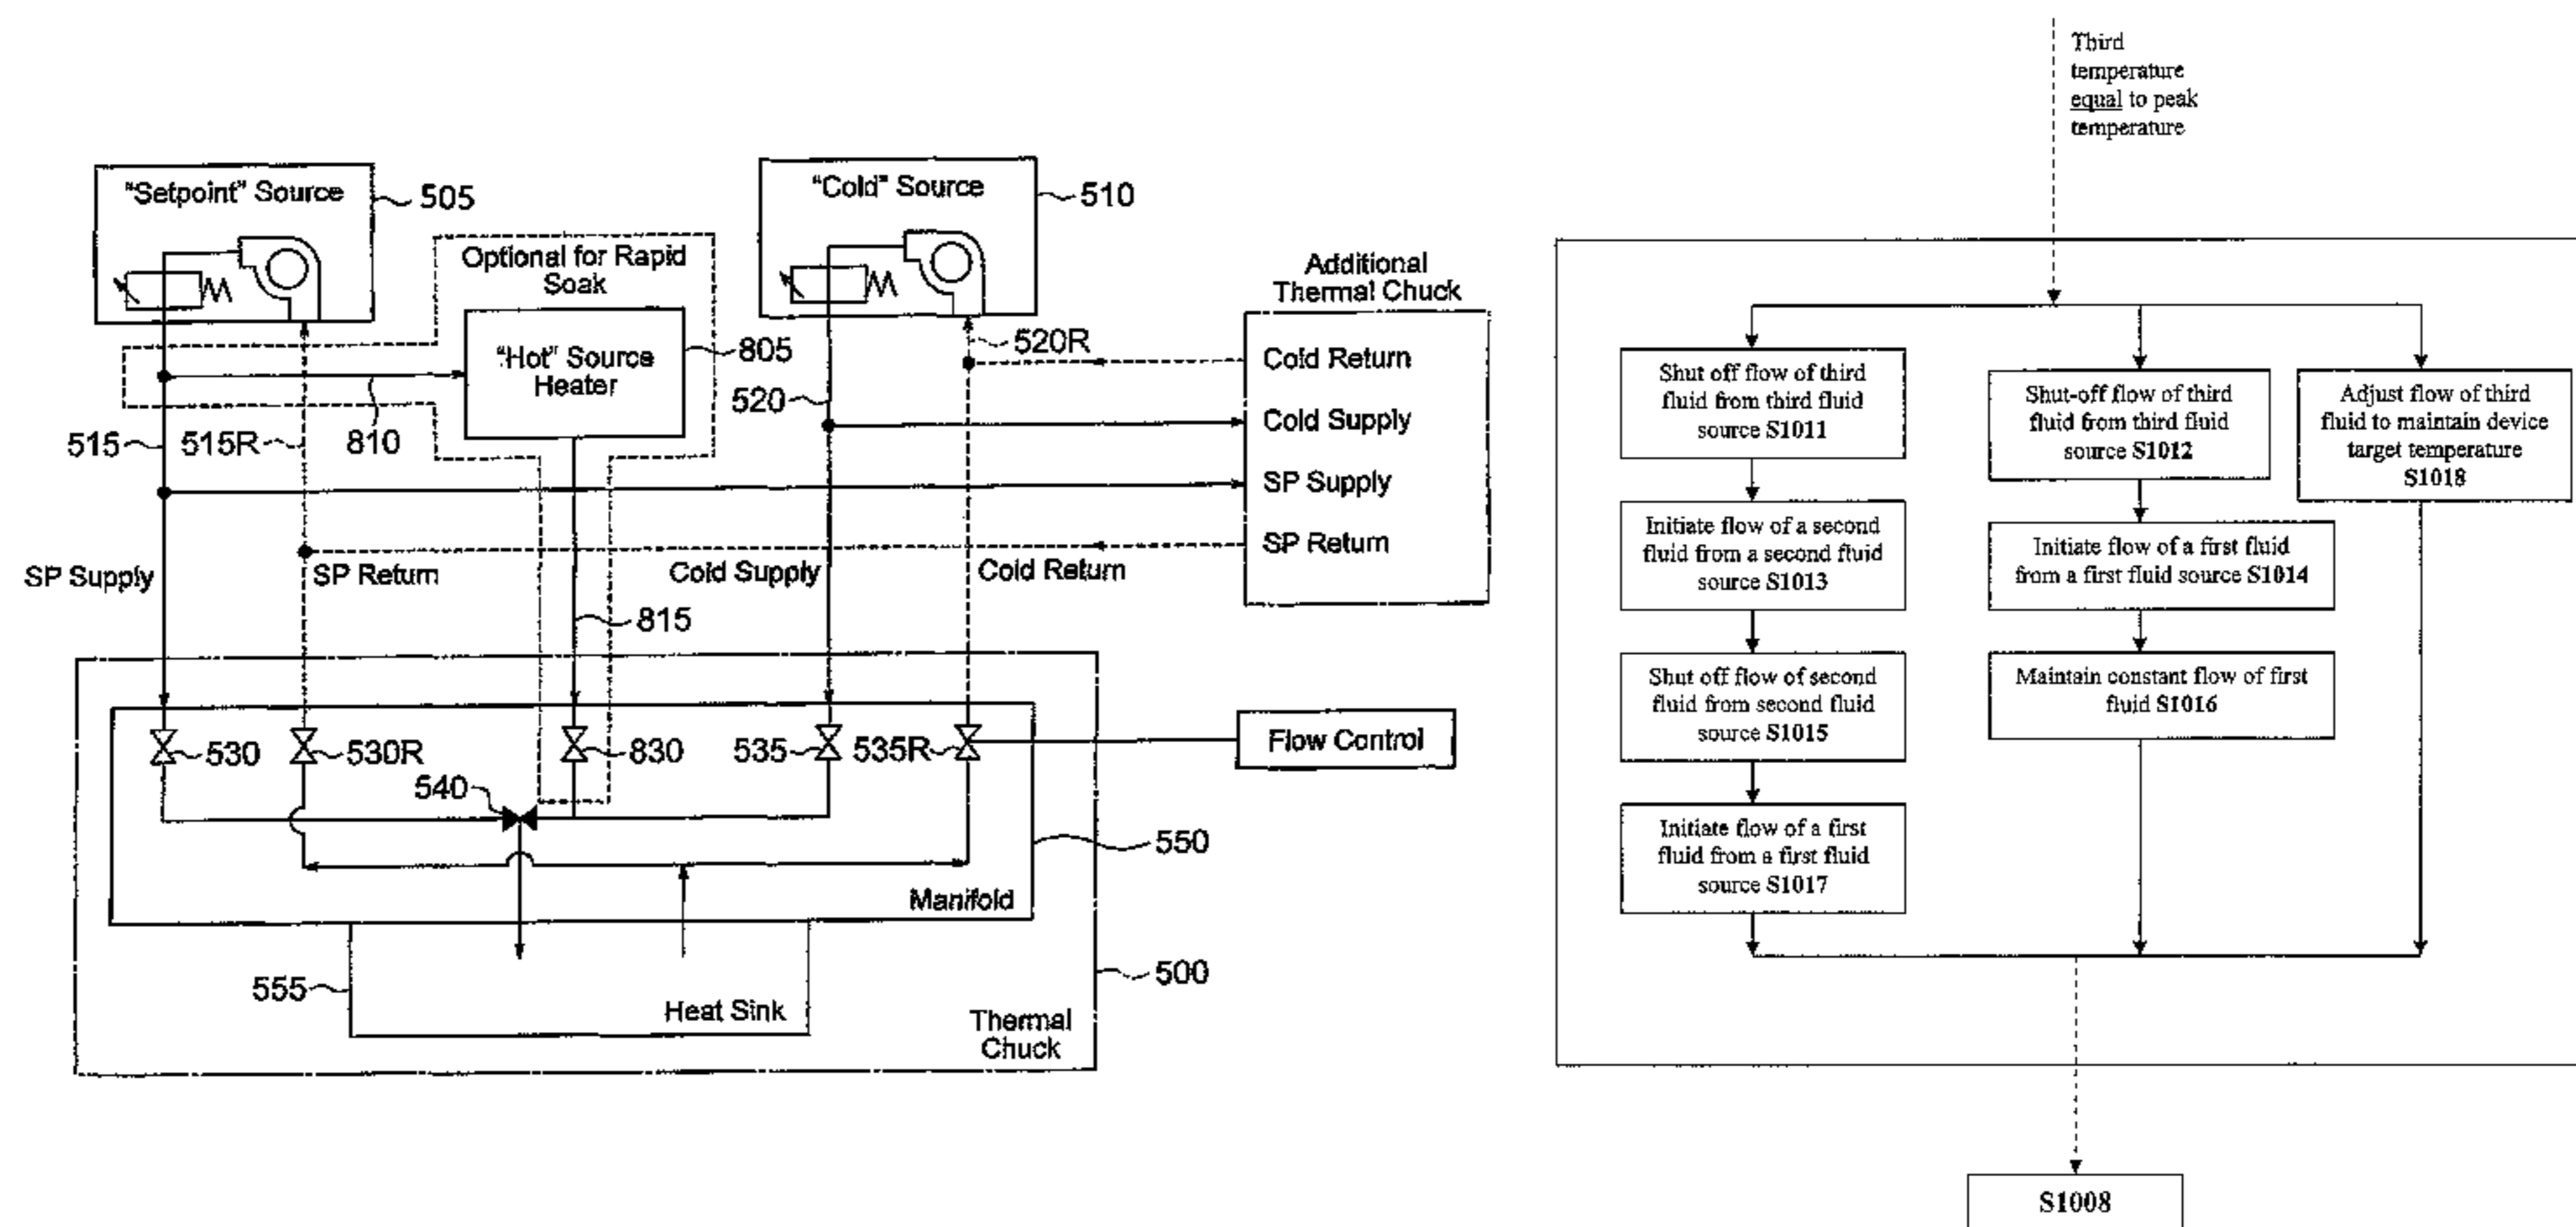 "Setpoint" Source
505
"Cold" Source
510
Optional for Rapid
Soak
"Hot" Source
Heater
805
810
515
515R
520
520R
Additional
Thermal Chuck
Cold Return
Cold Supply
SP Supply
SP Return
SP Supply
SP Return
Cold Supply
Cold Return
815
530
530R
830
535
535R
Flow Control
540
550
Manifold
555
Heat Sink
500
Thermal
Chuck
Third
temperature
equal to peak
temperature
Shut off flow of third
fluid from third fluid
source S1011
Initiate flow of a second
fluid from a second fluid
source S1013
Shut off flow of second
fluid from second fluid
source S1015
Initiate flow of a first
fluid from a first fluid
source S1017
Shut-off flow of third
fluid from third fluid
source S1012
Initiate flow of a first fluid
from a first fluid source S1014
Maintain constant flow of first
fluid S1016
Adjust flow of third
fluid to maintain device
target temperature
S1018
S1008